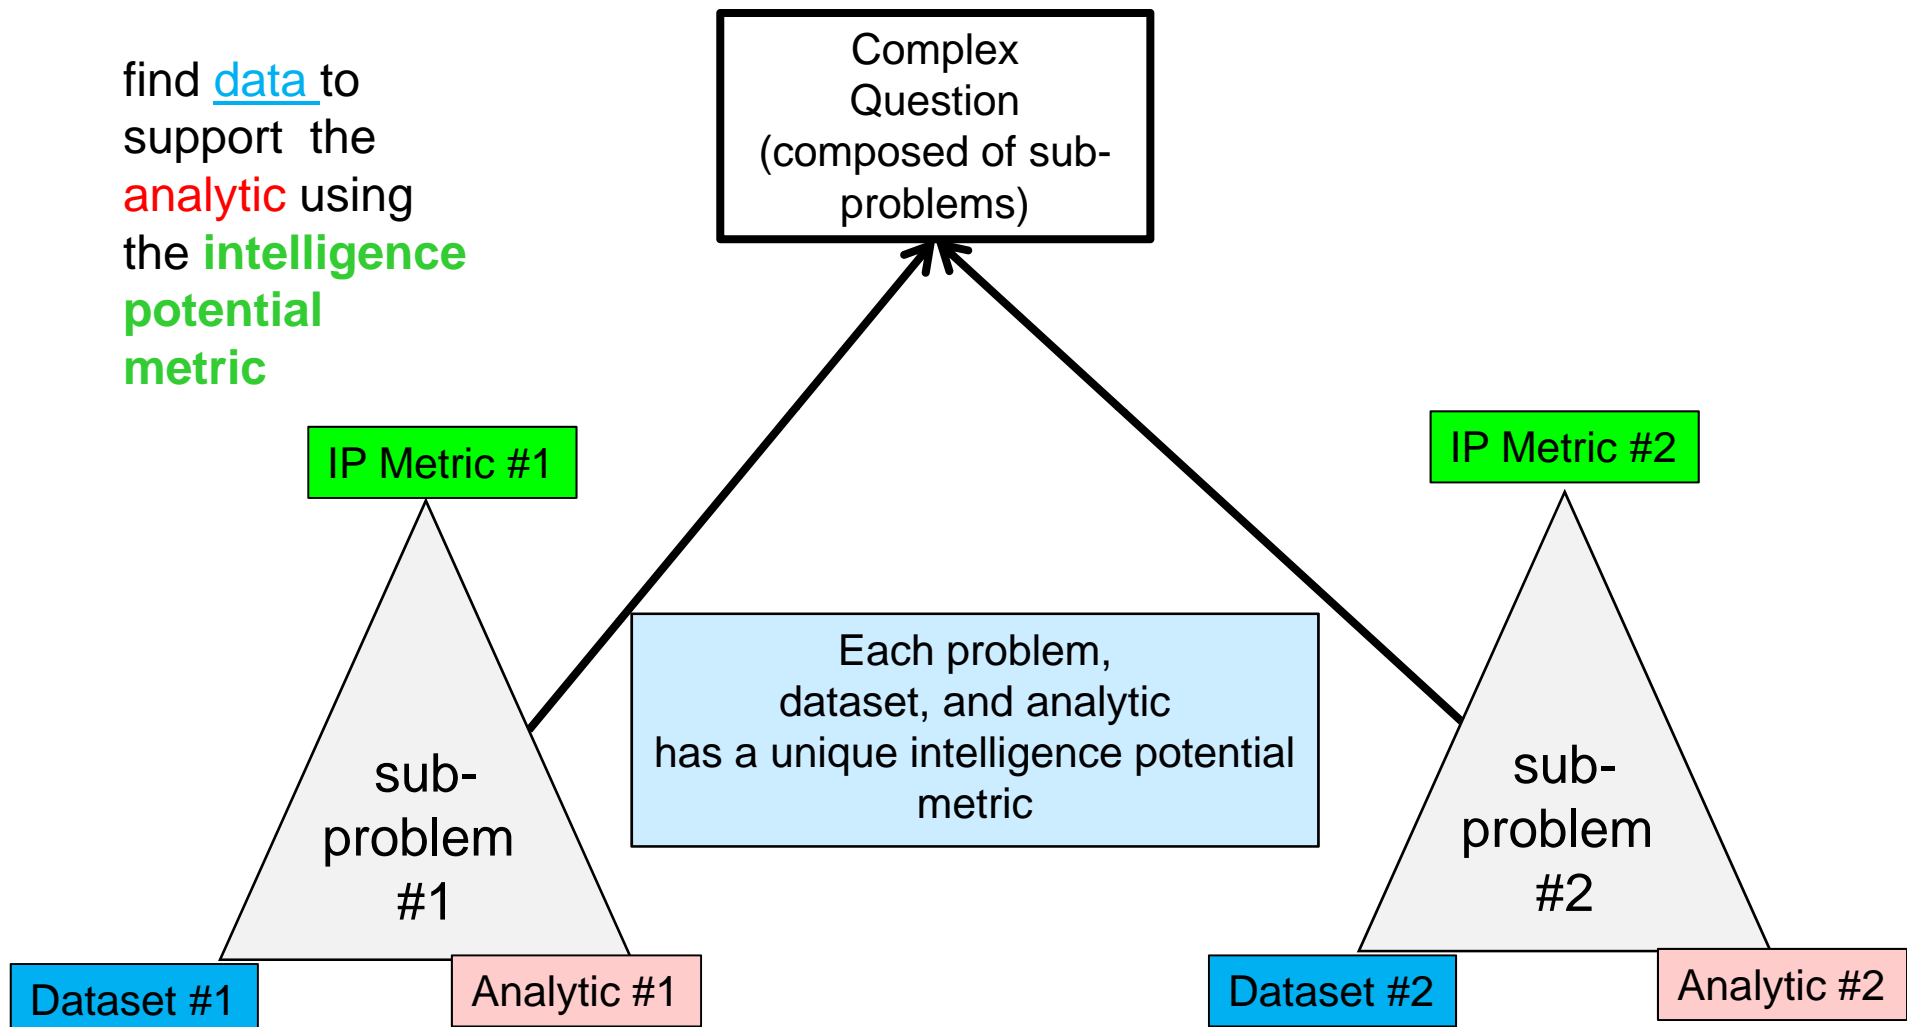 find data to
support  the
analytic using
the intelligence
potential
metric
Complex
Question
(composed of sub-
problems)
IP Metric #1
IP Metric #2
Each problem,
dataset, and analytic
has a unique intelligence potential
metric
sub-
problem
#1
sub-
problem
#2
Dataset #1
Analytic #1
Dataset #2
Analytic #2